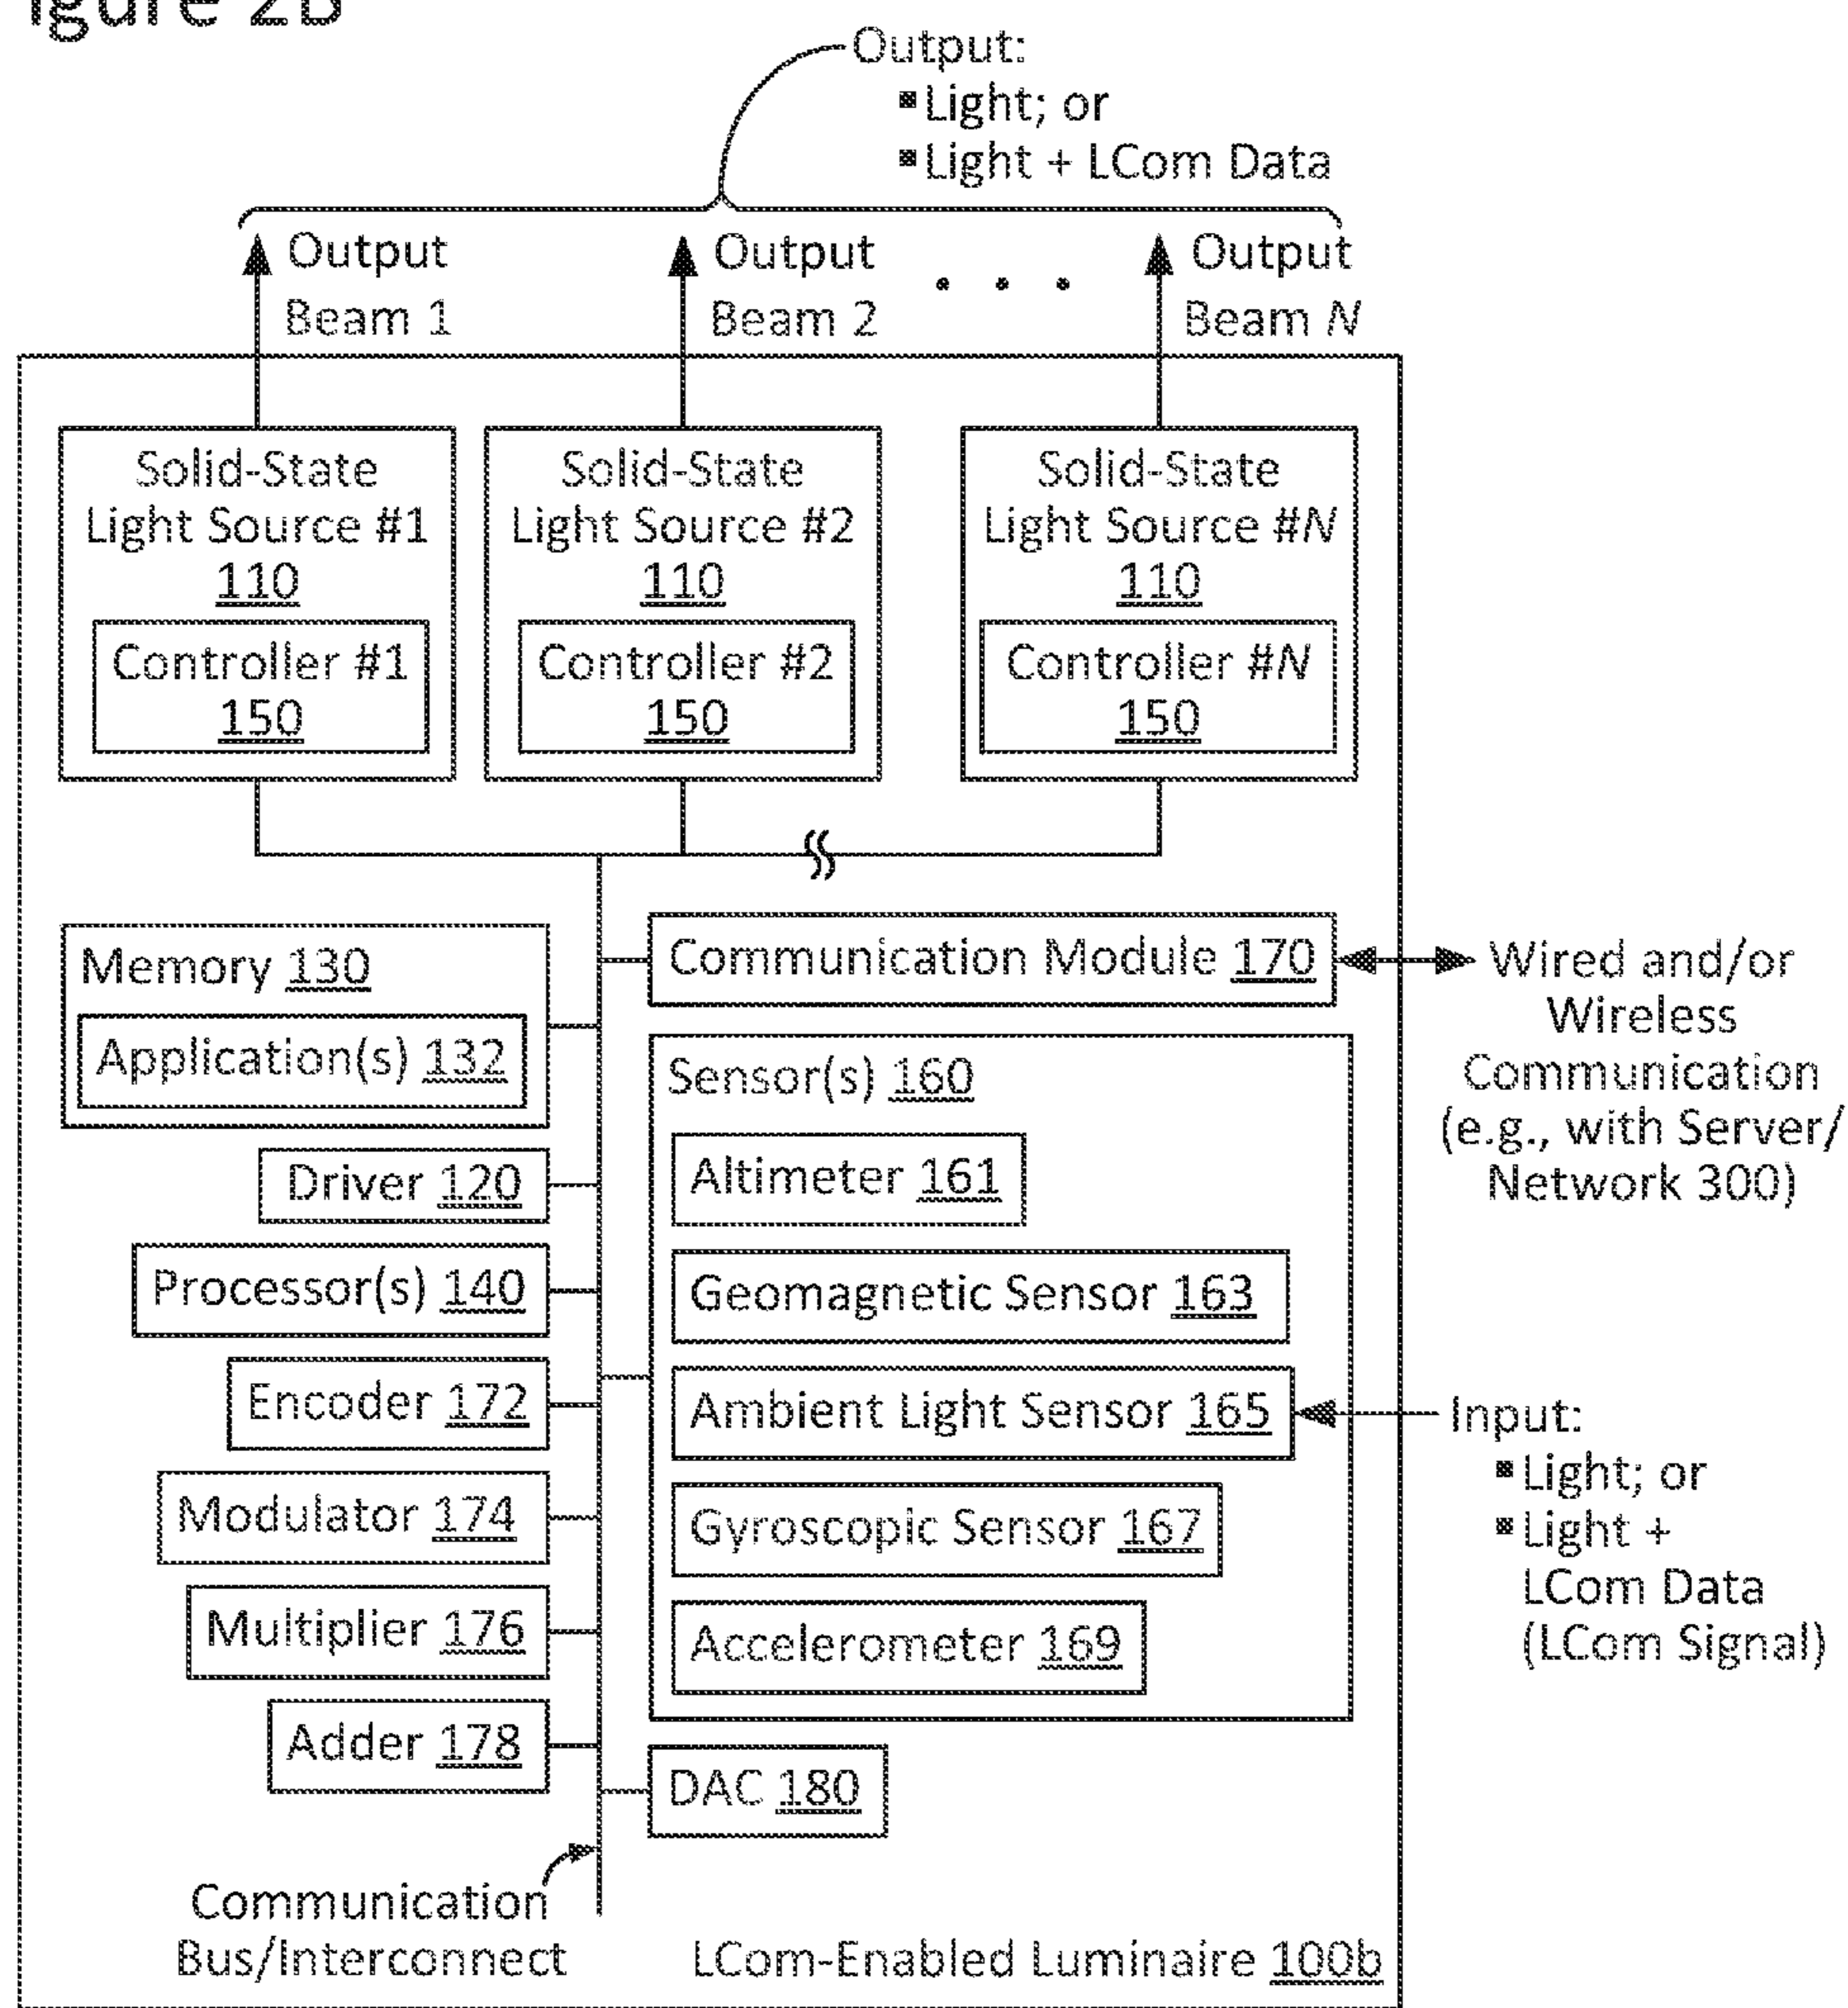 igure 2B
Output:
▪Light; or
▪Light + LCom Data
Output
Beam 1
Output
Beam 2
. . .
Output
Beam N
Solid-State
Light Source #1
110
Controller #1
150
Solid-State
Light Source #2
110
Controller #2
150
Solid-State
Light Source #N
110
Controller #N
150
Memory 130
Application(s) 132
Driver 120
Processor(s) 140
Encoder 172
Modulator 174
Multiplier 176
Adder 178
Communication
Bus/Interconnect
Communication Module 170
Sensor(s) 160
Altimeter 161
Geomagnetic Sensor 163
Ambient Light Sensor 165
Gyroscopic Sensor 167
Accelerometer 169
DAC 180
LCom-Enabled Luminaire 100b
Wired and/or
Wireless
Communication
(e.g., with Server/
Network 300)
Input:
▪Light; or
▪Light +
LCom Data
(LCom Signal)